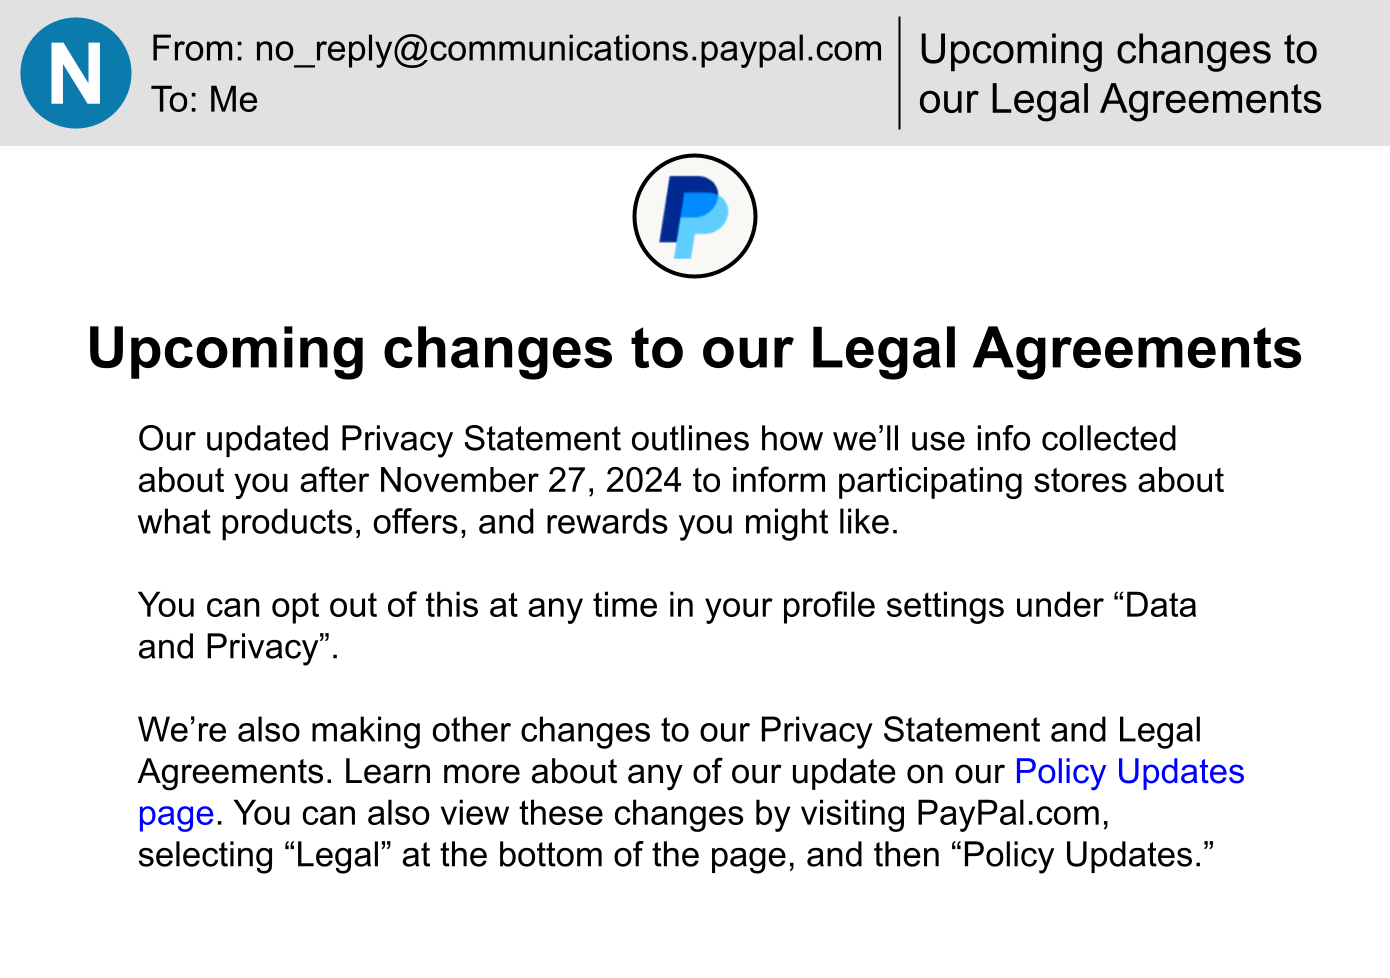 N
From: no_reply@communications.paypal.com
To: Me
Upcoming changes to
our Legal Agreements
Upcoming changes to our Legal Agreements
Our updated Privacy Statement outlines how we’ll use info collected
about you after November 27, 2024 to inform participating stores about
what products, offers, and rewards you might like.
You can opt out of this at any time in your profile settings under “Data
and Privacy”.
We’re also making other changes to our Privacy Statement and Legal
Agreements. Learn more about any of our update on our Policy Updates
page. You can also view these changes by visiting PayPal.com,
selecting “Legal” at the bottom of the page, and then “Policy Updates.”